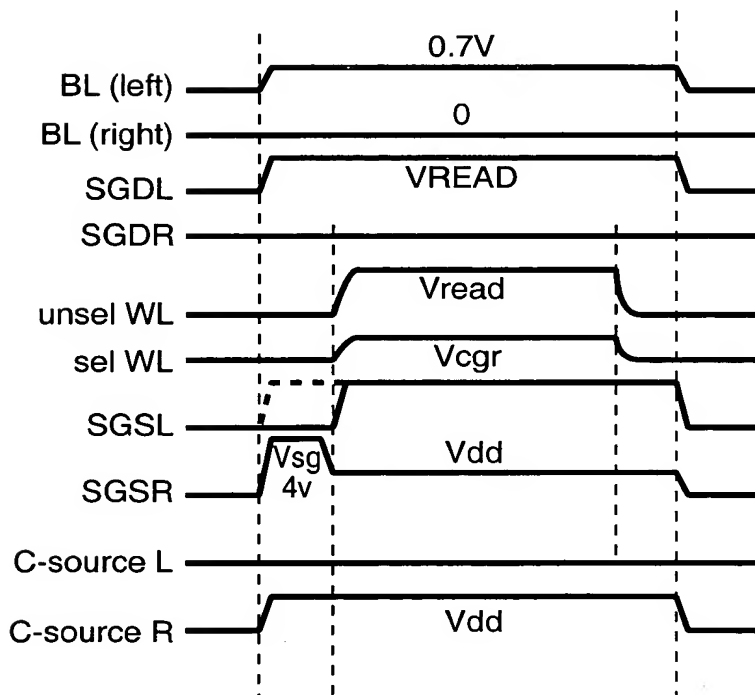 0.7V
BL (left)
0
BL (right)
VREAD
SGDL
SGDR
Vread
unsel WL
Vcgr
sel WL
SGSL
Vsg
4v
Vdd
SGSR
C-source L
Vdd
C-source R